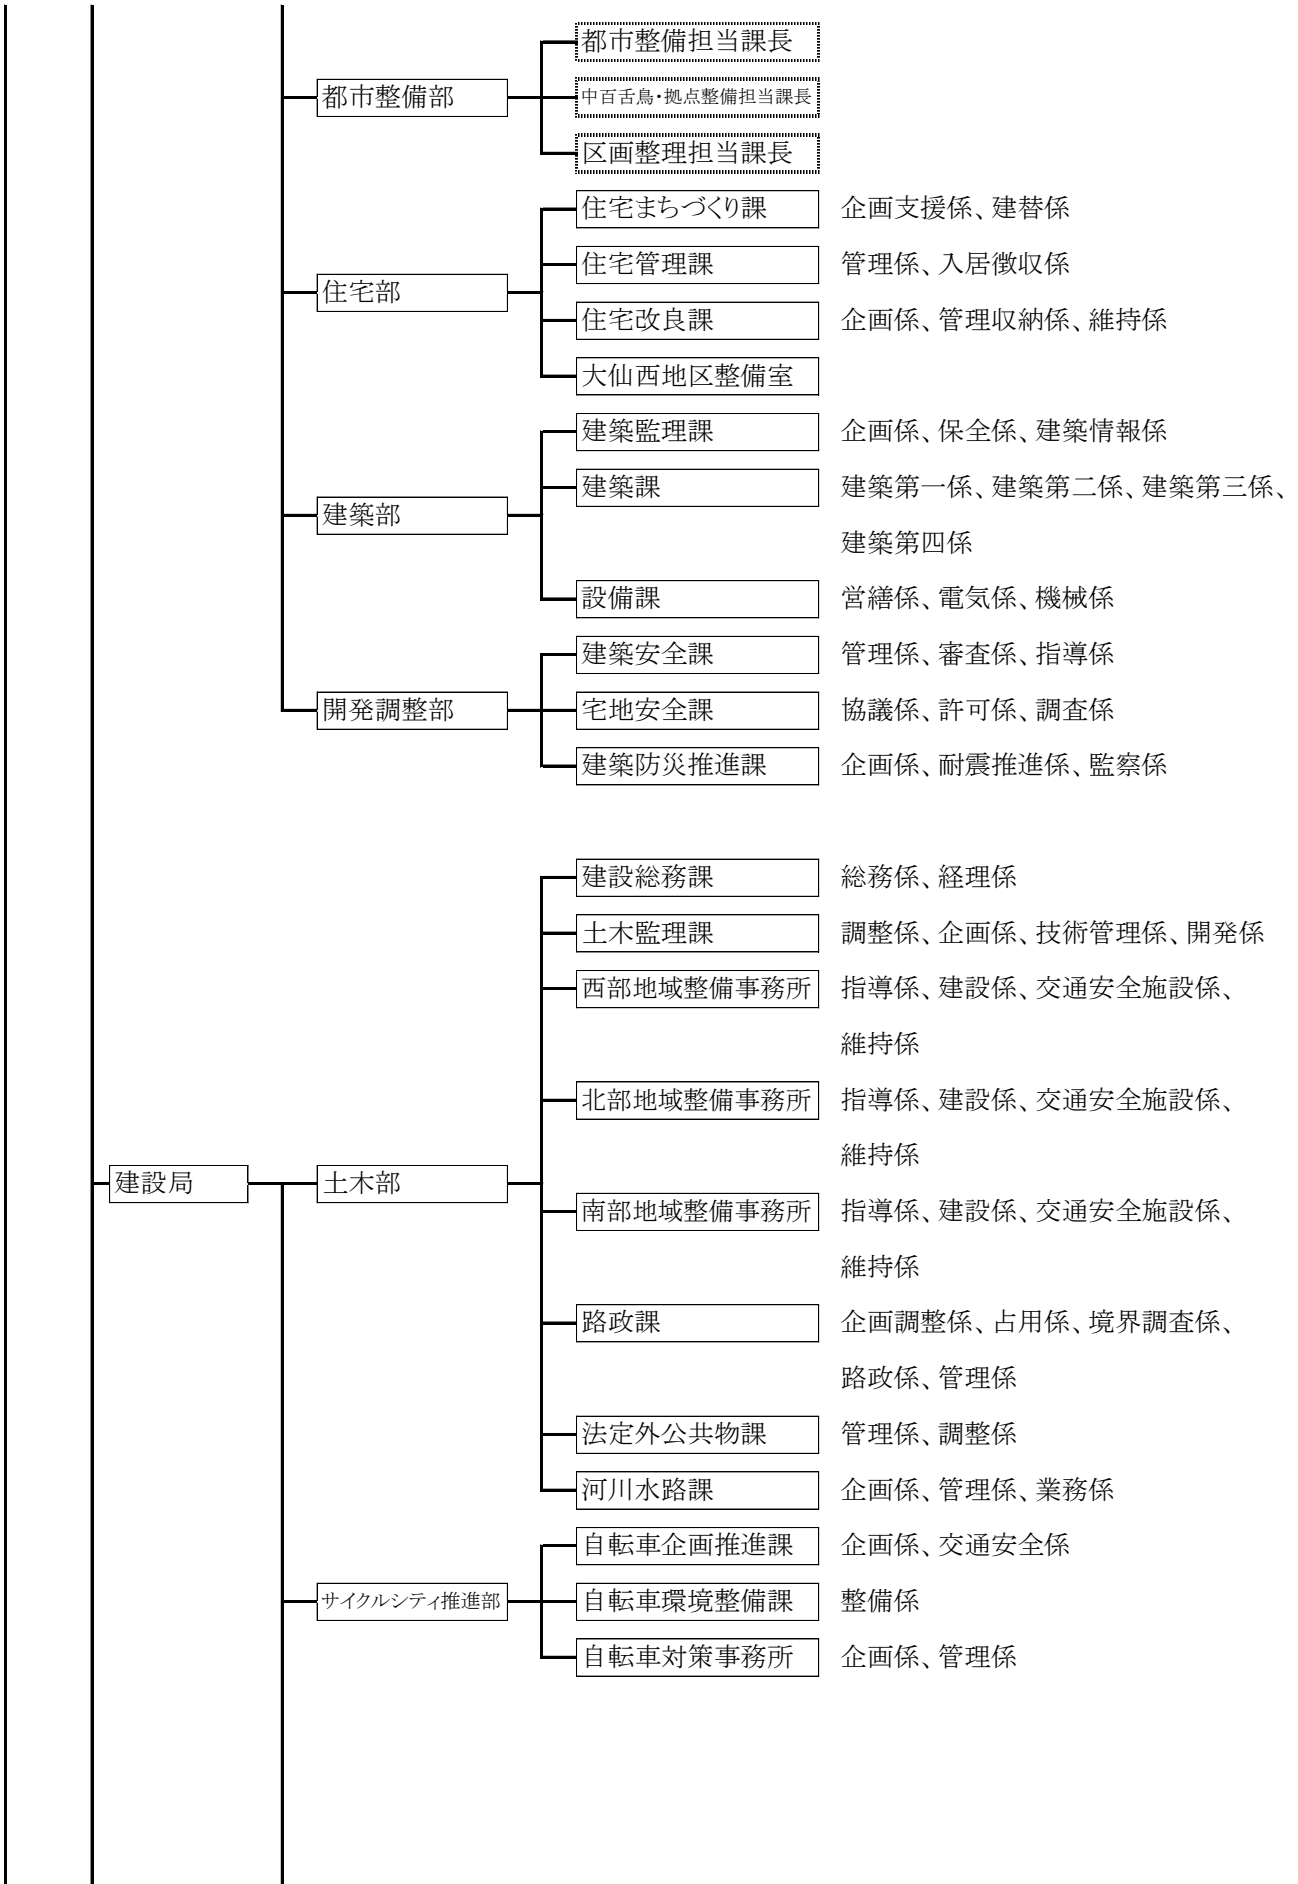 都市整備担当課長
都市整備部
中百舌鳥・拠点整備担当課長
区画整理担当課長
住宅まちづくり課 企画支援係、建替係
住宅管理課 管理係、入居徴収係
住宅部
住宅改良課 企画係、管理収納係、維持係
大仙西地区整備室
建築監理課 企画係、保全係、建築情報係
建築課 建築第一係、建築第二係、建築第三係、
建築部
建築第四係
設備課 営繕係、電気係、機械係
建築安全課 管理係、審査係、指導係
開発調整部
宅地安全課 協議係、許可係、調査係
建築防災推進課 企画係、耐震推進係、監察係
建設総務課 総務係、経理係
土木監理課 調整係、企画係、技術管理係、開発係
西部地域整備事務所 指導係、建設係、交通安全施設係、
維持係
北部地域整備事務所 指導係、建設係、交通安全施設係、
維持係
建設局
土木部
南部地域整備事務所 指導係、建設係、交通安全施設係、
維持係
路政課 企画調整係、占用係、境界調査係、
路政係、管理係
法定外公共物課 管理係、調整係
河川水路課 企画係、管理係、業務係
自転車企画推進課 企画係、交通安全係
サイクルシティ推進部
自転車環境整備課 整備係
自転車対策事務所 企画係、管理係